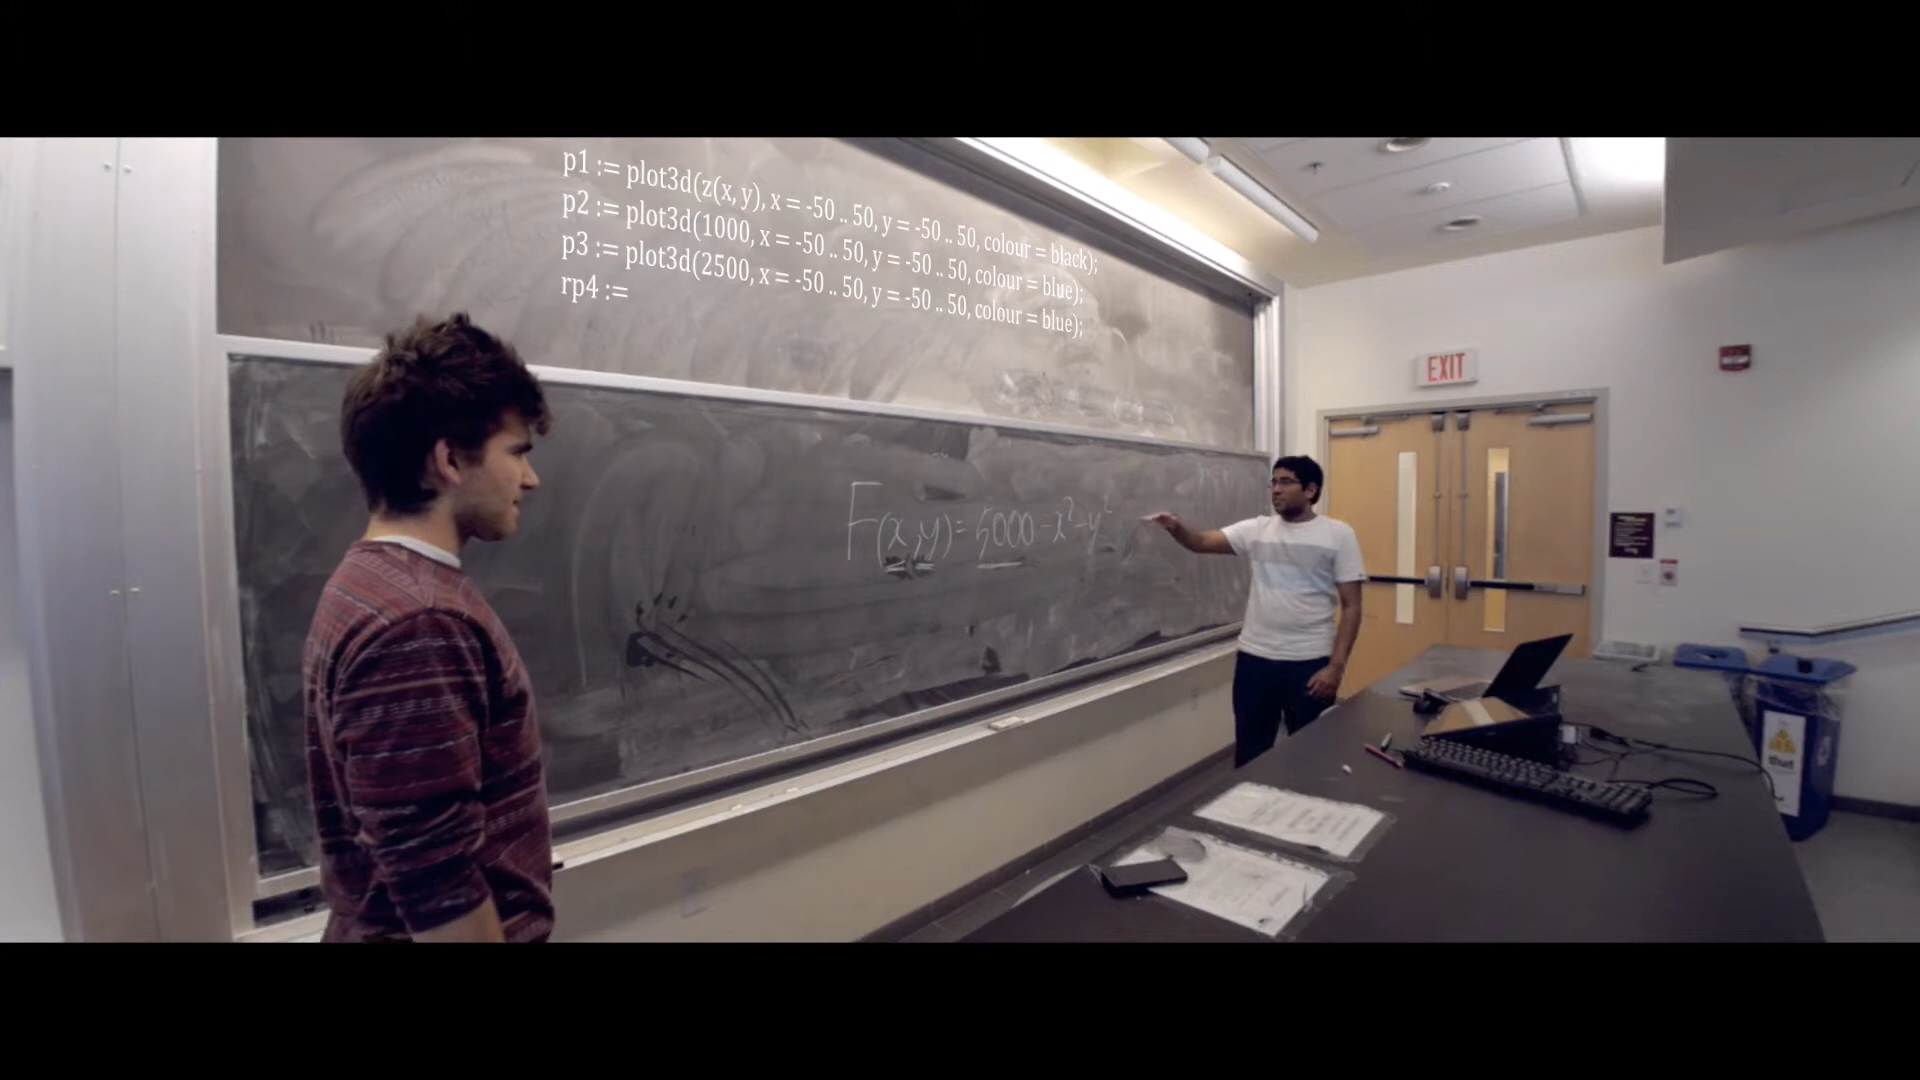 p1 := plot3d(z(x, y), x = -50 .. 50, y = -50 .. 50, colour = black);
p2 := plot3d(1000, x = -50 .. 50, y = -50 .. 50, colour = blue);
p3 := plot3d(2500, x = -50 .. 50, y = -50 .. 50, colour = blue);
rp4 :=
EXIT
F(x,y)= 5000 - x² - y²
that